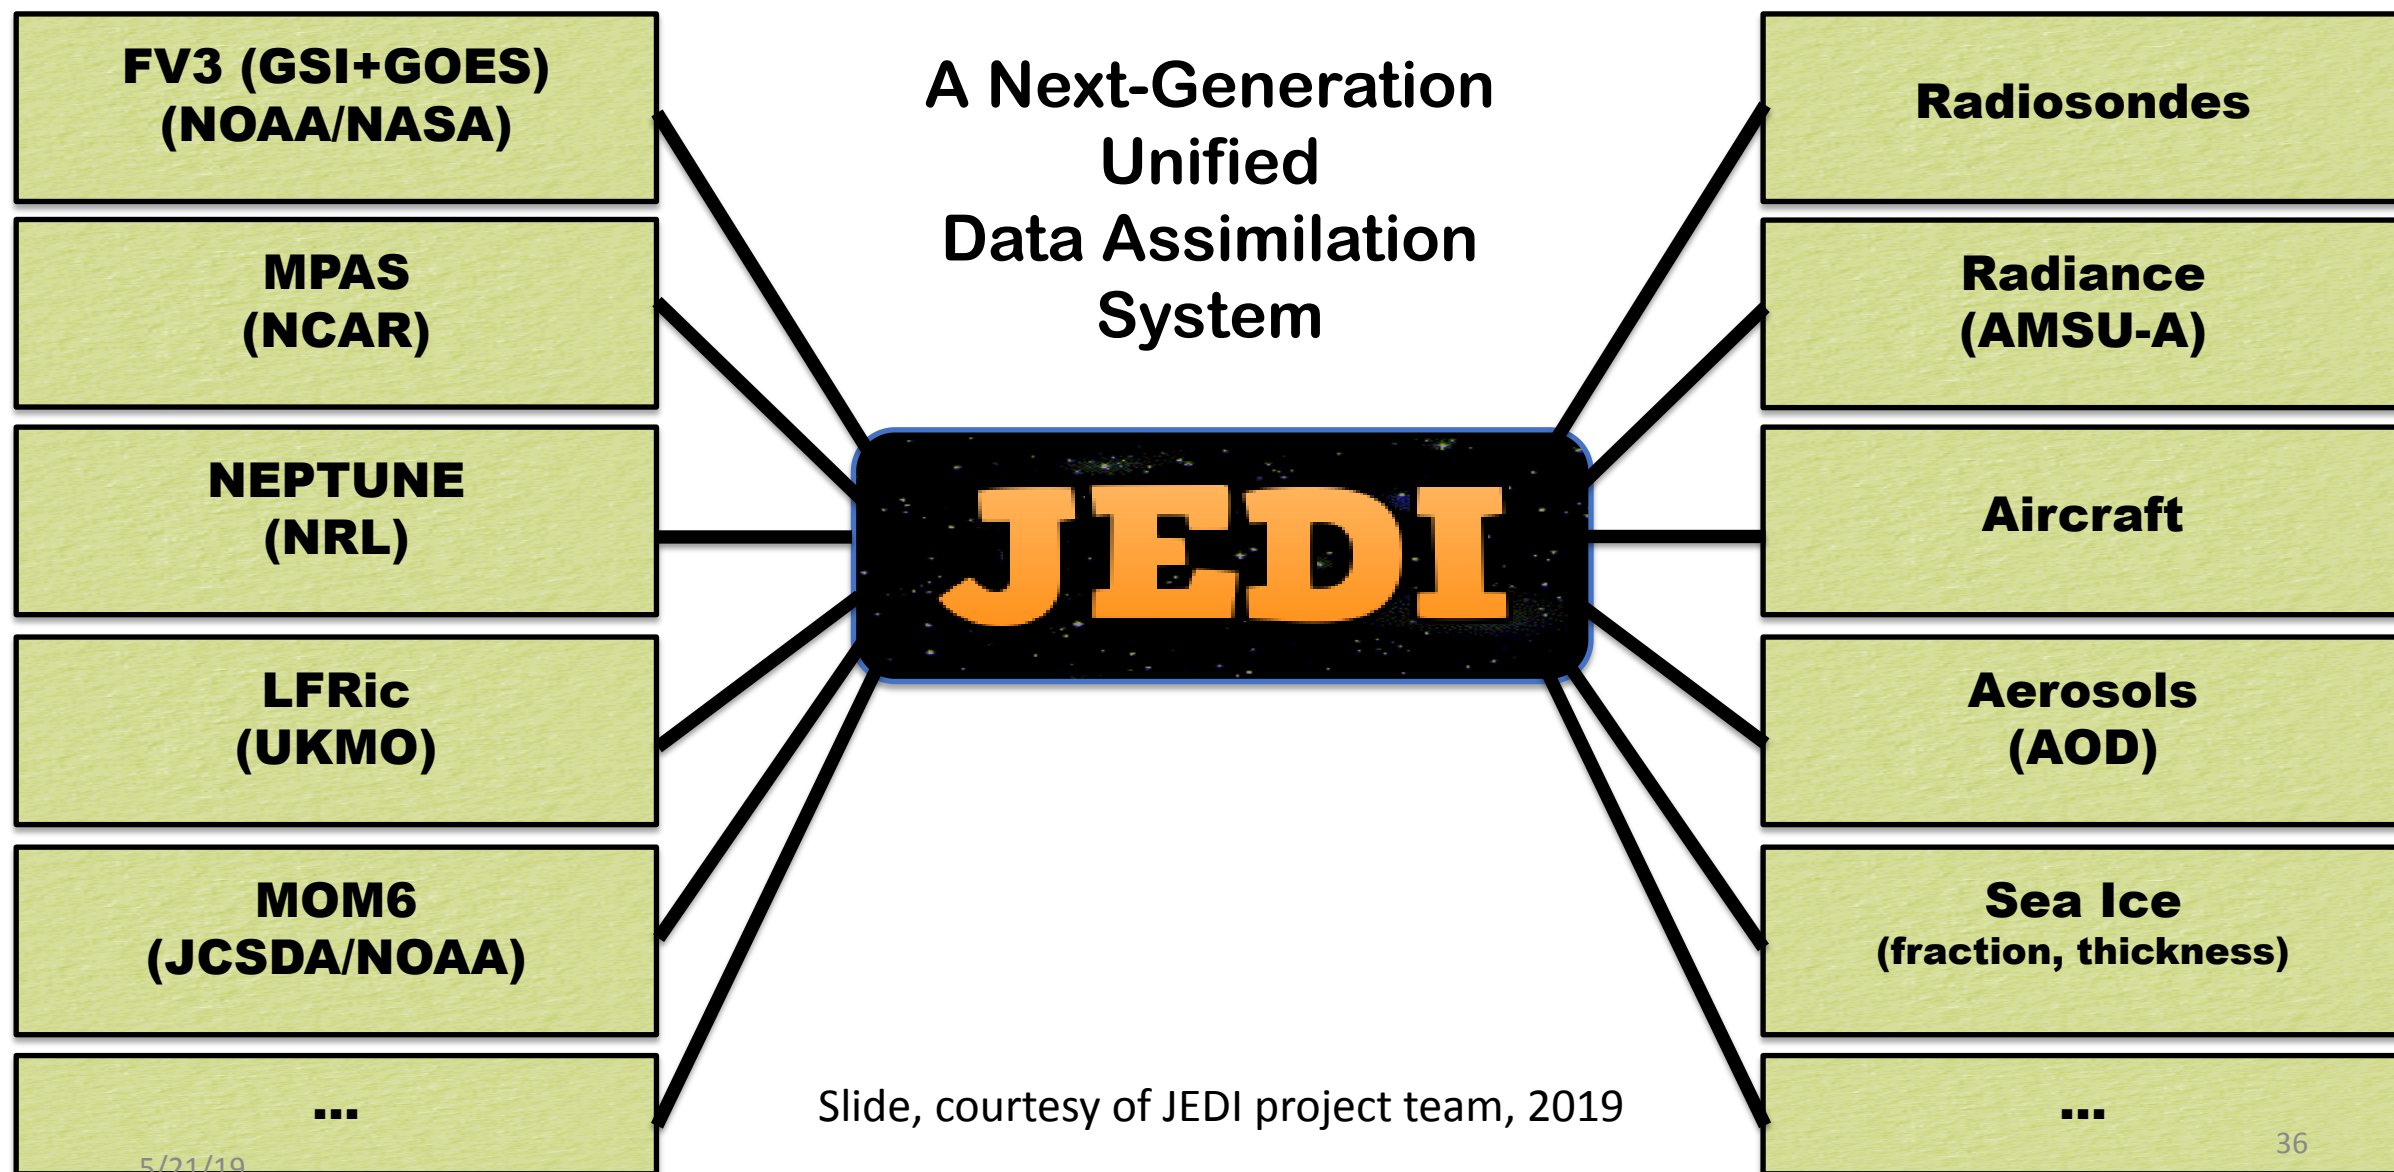 FV3 (GSI+GOES)
(NOAA/NASA)
MPAS
(NCAR)
NEPTUNE
(NRL)
LFRic
(UKMO)
MOM6
(JCSDA/NOAA)
...
5/21/19
A Next-Generation
Unified
Data Assimilation
System
JEDI
Slide, courtesy of JEDI project team, 2019
Radiosondes
Radiance
(AMSU-A)
Aircraft
Aerosols
(AOD)
Sea Ice
(fraction, thickness)
...
36